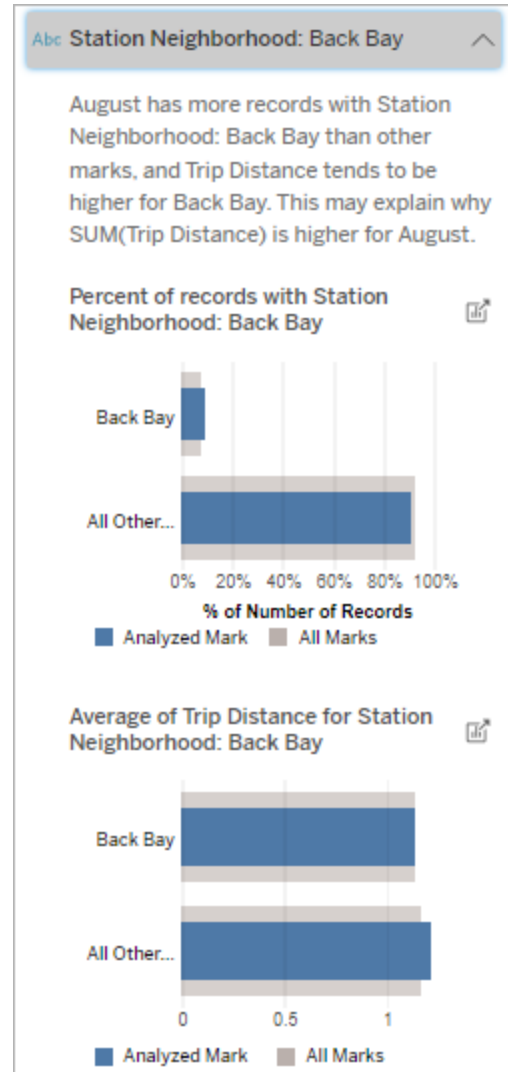 Abc Station Neighborhood: Back Bay
August has more records with Station
Neighborhood: Back Bay than other
marks, and Trip Distance tends to be
higher for Back Bay. This may explain why
SUM(Trip Distance) is higher for August.
Percent of records with Station
Neighborhood: Back Bay
Back Bay
All Other...
0% 20% 40% 60% 80% 100%
% of Number of Records
Analyzed Mark All Marks
Average of Trip Distance for Station
Neighborhood: Back Bay
Back Bay
All Other...
0 0.5 1
Analyzed Mark All Marks